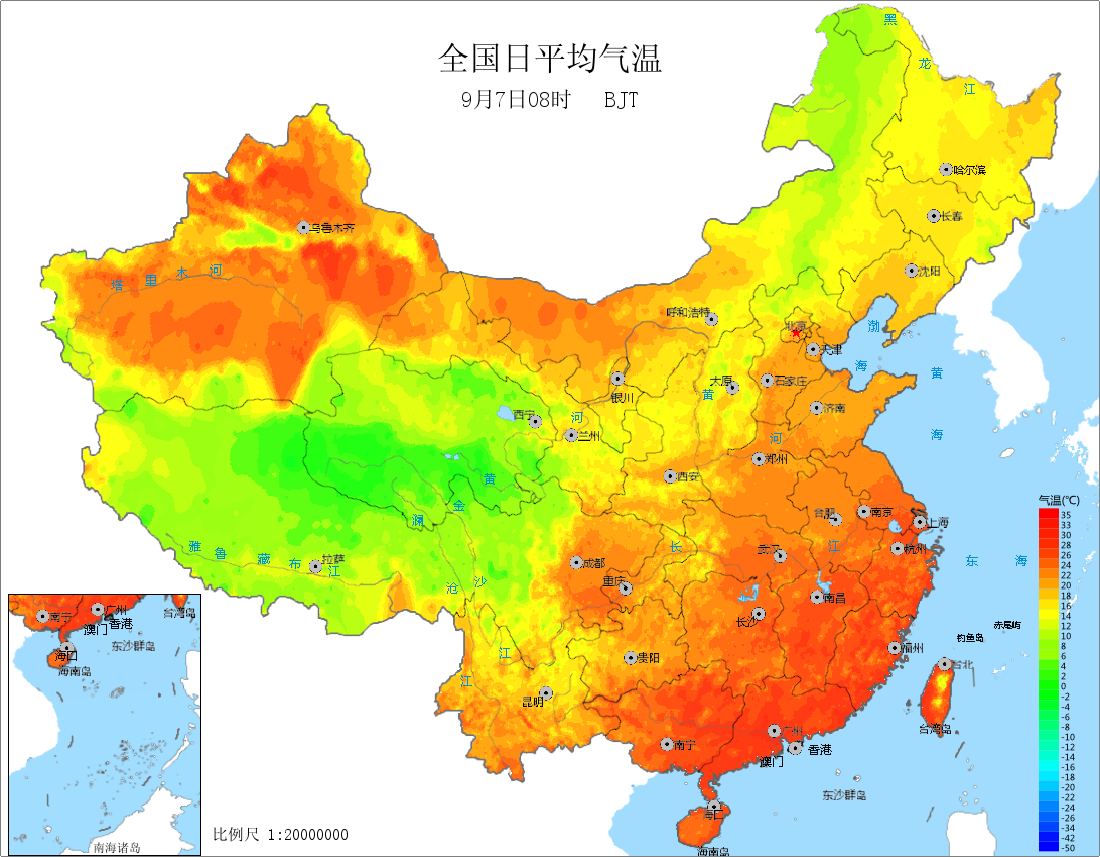 全国日平均气温
9月7日08时 BJT
黑
龙
江
哈尔滨
长春
沈阳
乌鲁木齐
塔 里 木 河
呼和浩特
北京
天津
渤
海
黄
海
银川
太原
黄
河
石家庄
济南
西宁
河
兰州
郑州
西安
黄
金
澜
沧
沙
江
江
合肥
南京
上海
杭州
雅 鲁 藏 布 江
拉萨
成都
重庆
长
江
武汉
南昌
长沙
东 海
钓鱼岛
赤尾屿
贵阳
昆明
福州
台北
台湾岛
南宁
广州
香港
澳门
东沙群岛
海口
海南岛
气温(℃)
35
33
30
28
26
24
22
20
18
16
14
12
10
8
6
4
2
0
-2
-4
-6
-8
-10
-12
-14
-16
-18
-20
-22
-24
-26
-34
-42
-50
南宁
广州
香港
澳门
台湾岛
东沙群岛
海口
海南岛
南海诸岛
比例尺 1:20000000